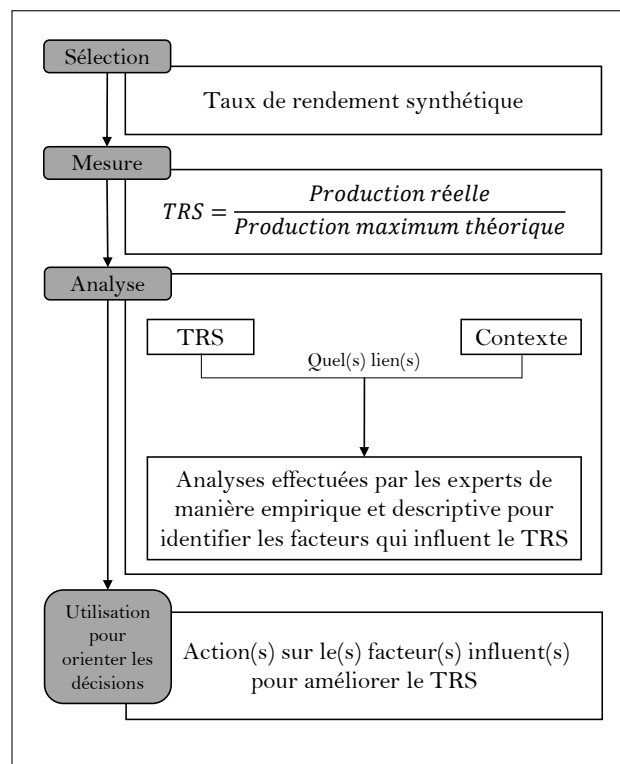 Sélection
Taux de rendement synthétique
Mesure
TRS = Production réelle / Production maximum théorique
Analyse
TRS
Contexte
Quel(s) lien(s)
Analyses effectuées par les experts de
manière empirique et descriptive pour
identifier les facteurs qui influent le TRS
Utilisation
pour
orienter les
décisions
Action(s) sur le(s) facteur(s) influent(s)
pour améliorer le TRS